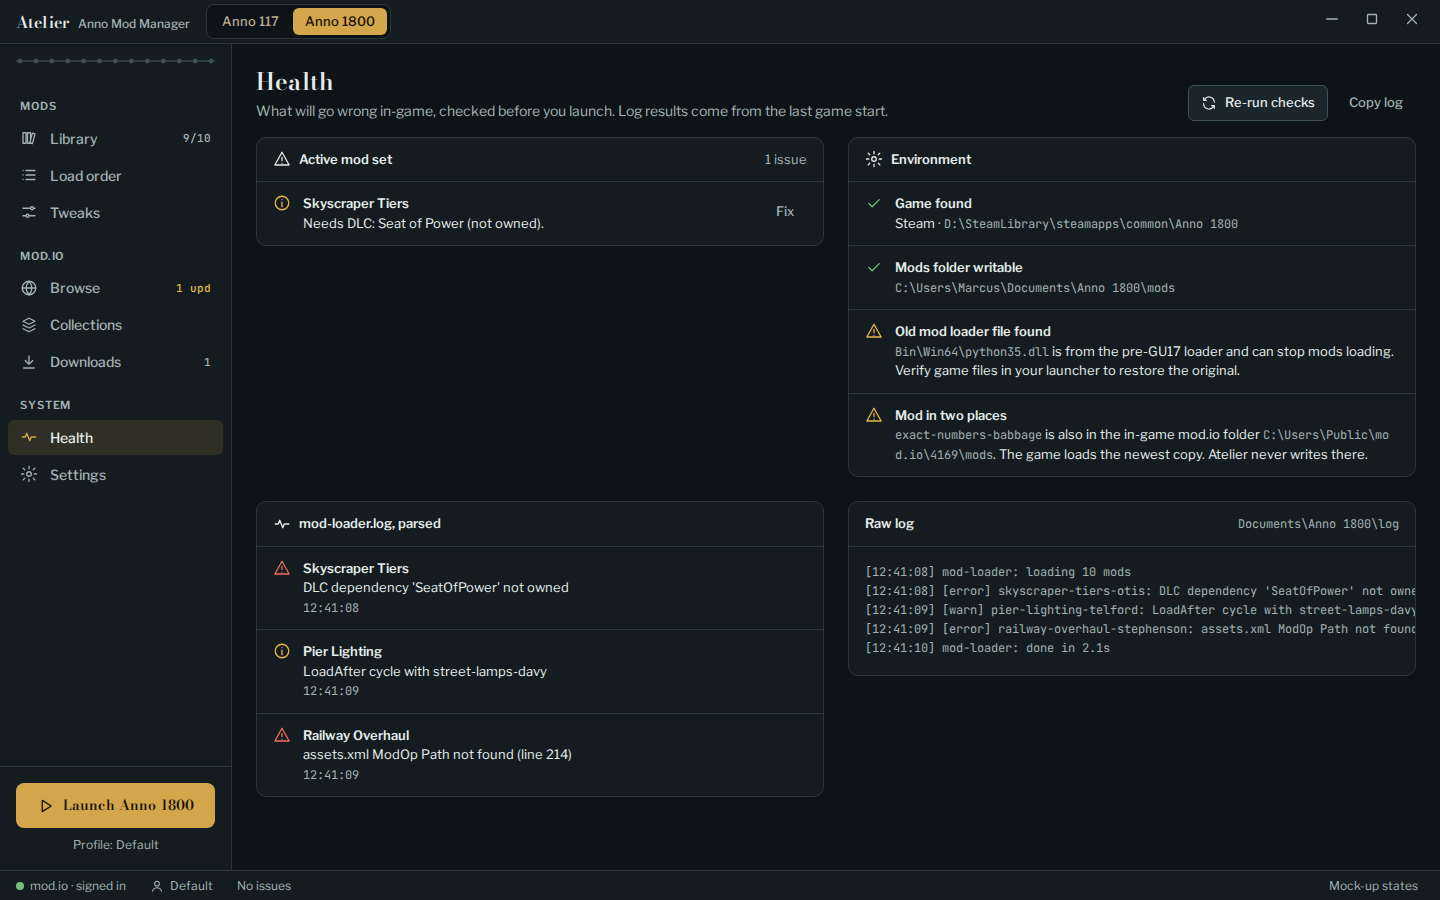 Atelier Anno Mod Manager
Anno 117
Anno 1800
MODS
Library 9/10
Load order
Tweaks
MOD.IO
Browse 1 upd
Collections
Downloads 1
SYSTEM
Health
Settings
Launch Anno 1800
Profile: Default
Health
What will go wrong in-game, checked before you launch. Log results come from the last game start.
Re-run checks
Copy log
Active mod set 1 issue
Skyscraper Tiers
Needs DLC: Seat of Power (not owned).
Fix
Environment
Game found
Steam · D:\SteamLibrary\steamapps\common\Anno 1800
Mods folder writable
C:\Users\Marcus\Documents\Anno 1800\mods
Old mod loader file found
Bin\Win64\python35.dll is from the pre-GU17 loader and can stop mods loading.
Verify game files in your launcher to restore the original.
Mod in two places
exact-numbers-babbage is also in the in-game mod.io folder C:\Users\Public\mo
d.io\4169\mods. The game loads the newest copy. Atelier never writes there.
mod-loader.log, parsed
Skyscraper Tiers
DLC dependency 'SeatOfPower' not owned
12:41:08
Pier Lighting
LoadAfter cycle with street-lamps-davy
12:41:09
Railway Overhaul
assets.xml ModOp Path not found (line 214)
12:41:09
Raw log Documents\Anno 1800\log
[12:41:08] mod-loader: loading 10 mods
[12:41:08] [error] skyscraper-tiers-otis: DLC dependency 'SeatOfPower' not owne
[12:41:09] [warn] pier-lighting-telford: LoadAfter cycle with street-lamps-davy
[12:41:09] [error] railway-overhaul-stephenson: assets.xml ModOp Path not found
[12:41:10] mod-loader: done in 2.1s
mod.io · signed in
Default
No issues
Mock-up states